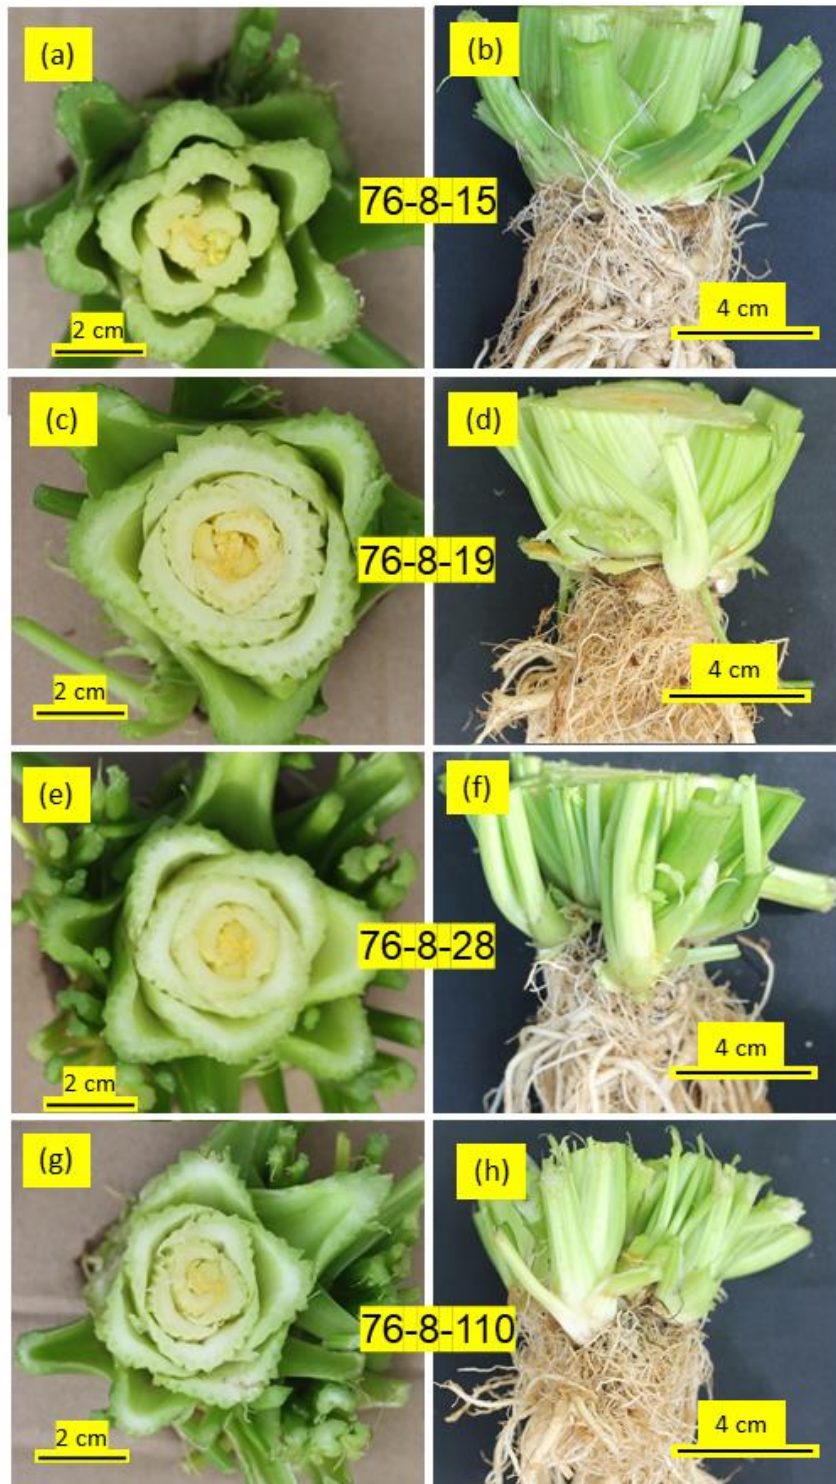 (a)
(b)
76-8-15
2 cm
4 cm
(c)
(d)
76-8-19
2 cm
4 cm
(e)
(f)
76-8-28
2 cm
4 cm
(g)
(h)
76-8-110
2 cm
4 cm